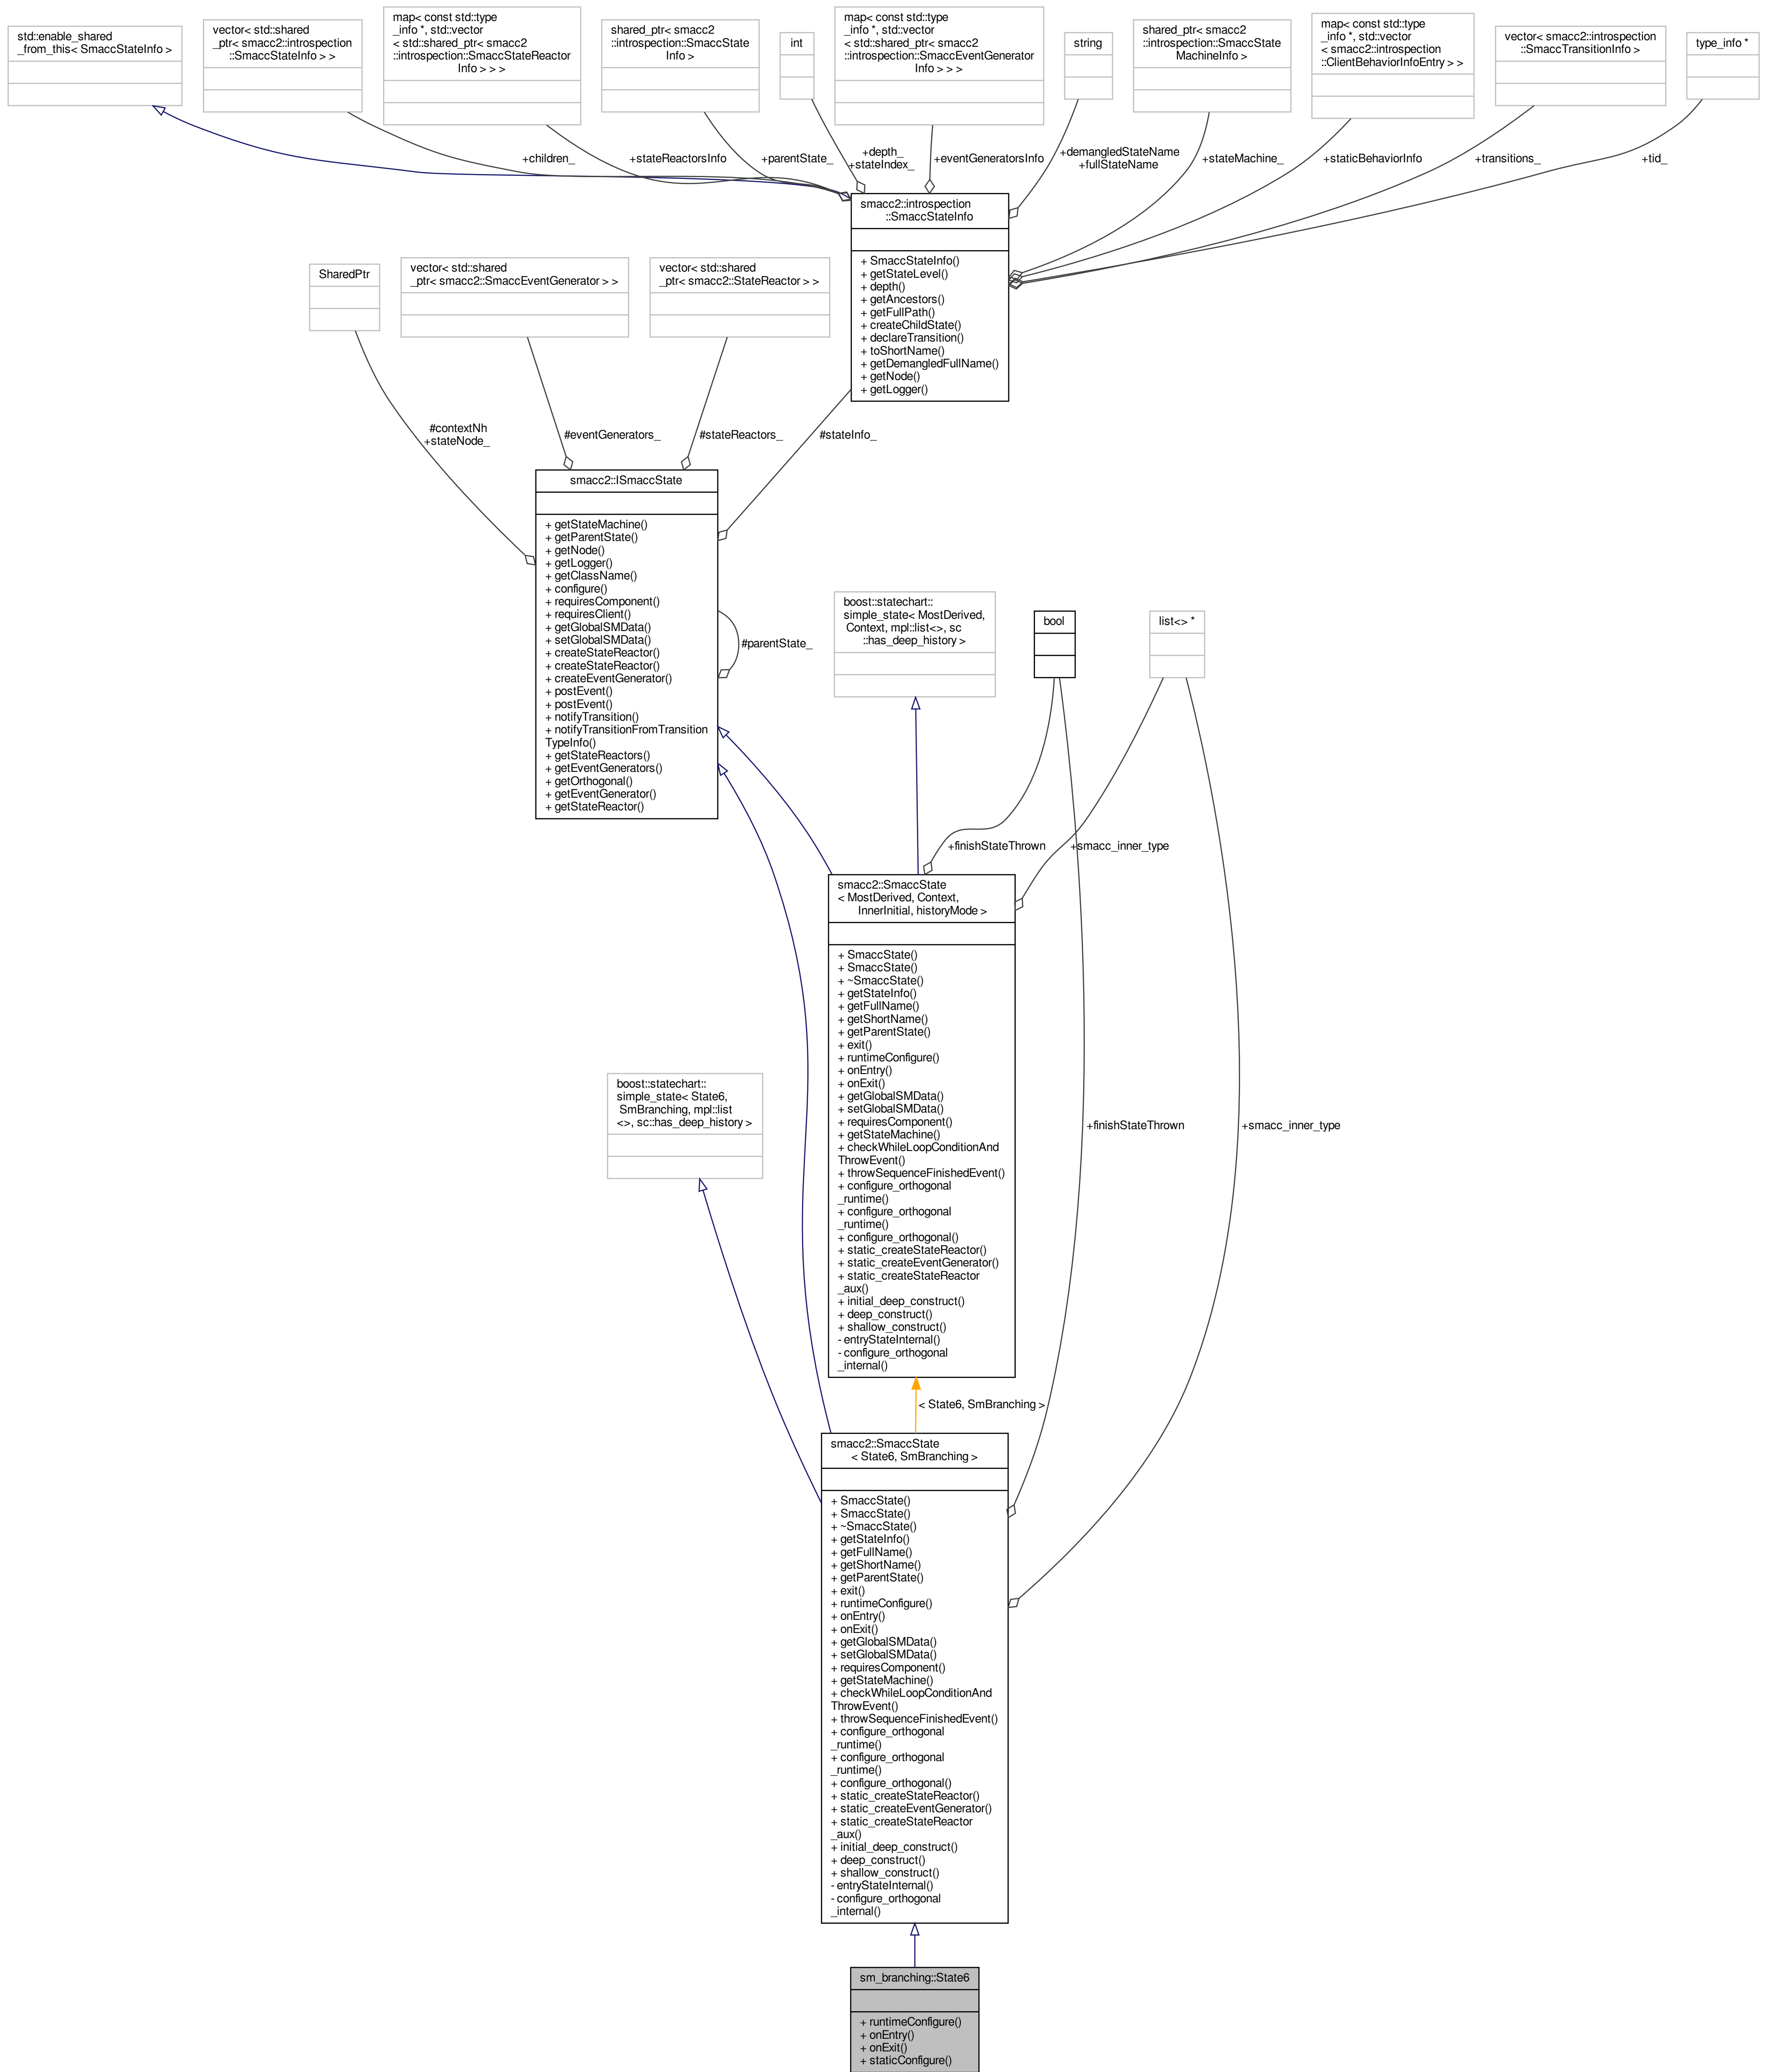 std::enable_shared
_from_this< SmaccStateInfo >
vector< std::shared
_ptr< smacc2::introspection
::SmaccStateInfo > >
map< const std::type
_info *, std::vector
< std::shared_ptr< smacc2
::introspection::SmaccStateReactor
Info > > >
shared_ptr< smacc2
::introspection::SmaccState
Info >
int
map< const std::type
_info *, std::vector
< std::shared_ptr< smacc2
::introspection::SmaccEventGenerator
Info > > >
string
shared_ptr< smacc2
::introspection::SmaccState
MachineInfo >
map< const std::type
_info *, std::vector
< smacc2::introspection
::ClientBehaviorInfoEntry > >
vector< smacc2::introspection
::SmaccTransitionInfo >
type_info *
+children_
+stateReactorsInfo
+parentState_
+depth_
+stateIndex_
+eventGeneratorsInfo
+demangledStateName
+fullStateName
+stateMachine_
+staticBehaviorInfo
+transitions_
+tid_
smacc2::introspection
::SmaccStateInfo
+ SmaccStateInfo()
+ getStateLevel()
+ depth()
+ getAncestors()
+ getFullPath()
+ createChildState()
+ declareTransition()
+ toShortName()
+ getDemangledFullName()
+ getNode()
+ getLogger()
SharedPtr
vector< std::shared
_ptr< smacc2::SmaccEventGenerator > >
vector< std::shared
_ptr< smacc2::StateReactor > >
#contextNh
+stateNode_
#eventGenerators_
#stateReactors_
#stateInfo_
smacc2::ISmaccState
+ getStateMachine()
+ getParentState()
+ getNode()
+ getLogger()
+ getClassName()
+ configure()
+ requiresComponent()
+ requiresClient()
+ getGlobalSMData()
+ setGlobalSMData()
+ createStateReactor()
+ createStateReactor()
+ createEventGenerator()
+ postEvent()
+ postEvent()
+ notifyTransition()
+ notifyTransitionFromTransition
TypeInfo()
+ getStateReactors()
+ getEventGenerators()
+ getOrthogonal()
+ getEventGenerator()
+ getStateReactor()
#parentState_
boost::statechart::
simple_state< MostDerived,
Context, mpl::list<>, sc
::has_deep_history >
bool
list<> *
+finishStateThrown
+smacc_inner_type
smacc2::SmaccState
< MostDerived, Context,
InnerInitial, historyMode >
+ SmaccState()
+ SmaccState()
+ ~SmaccState()
+ getStateInfo()
+ getFullName()
+ getShortName()
+ getParentState()
+ exit()
+ runtimeConfigure()
+ onEntry()
+ onExit()
+ getGlobalSMData()
+ setGlobalSMData()
+ requiresComponent()
+ getStateMachine()
+ checkWhileLoopConditionAnd
ThrowEvent()
+ throwSequenceFinishedEvent()
+ configure_orthogonal
_runtime()
+ configure_orthogonal
_runtime()
+ configure_orthogonal()
+ static_createStateReactor()
+ static_createEventGenerator()
+ static_createStateReactor
_aux()
+ initial_deep_construct()
+ deep_construct()
+ shallow_construct()
- entryStateInternal()
- configure_orthogonal
_internal()
boost::statechart::
simple_state< State6,
SmBranching, mpl::list
<>, sc::has_deep_history >
+finishStateThrown
+smacc_inner_type
< State6, SmBranching >
smacc2::SmaccState
< State6, SmBranching >
+ SmaccState()
+ SmaccState()
+ ~SmaccState()
+ getStateInfo()
+ getFullName()
+ getShortName()
+ getParentState()
+ exit()
+ runtimeConfigure()
+ onEntry()
+ onExit()
+ getGlobalSMData()
+ setGlobalSMData()
+ requiresComponent()
+ getStateMachine()
+ checkWhileLoopConditionAnd
ThrowEvent()
+ throwSequenceFinishedEvent()
+ configure_orthogonal
_runtime()
+ configure_orthogonal
_runtime()
+ configure_orthogonal()
+ static_createStateReactor()
+ static_createEventGenerator()
+ static_createStateReactor
_aux()
+ initial_deep_construct()
+ deep_construct()
+ shallow_construct()
- entryStateInternal()
- configure_orthogonal
_internal()
sm_branching::State6
+ runtimeConfigure()
+ onEntry()
+ onExit()
+ staticConfigure()